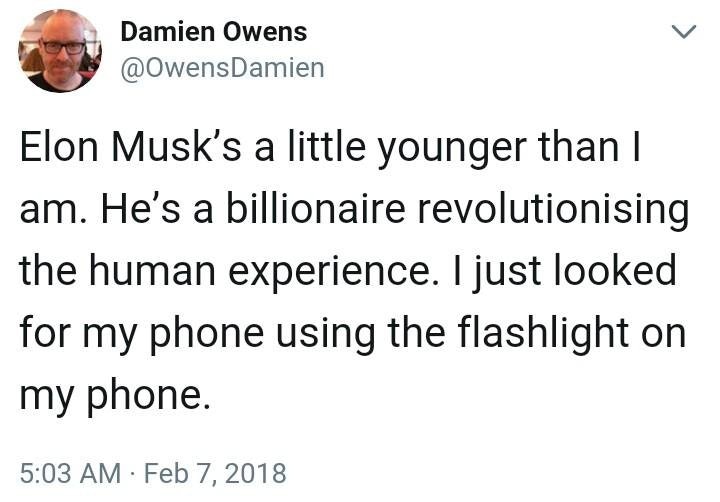 Damien Owens
@OwensDamien
Elon Musk’s a little younger than I
am. He’s a billionaire revolutionising
the human experience. I just looked
for my phone using the flashlight on
my phone.
5:03 AM · Feb 7, 2018